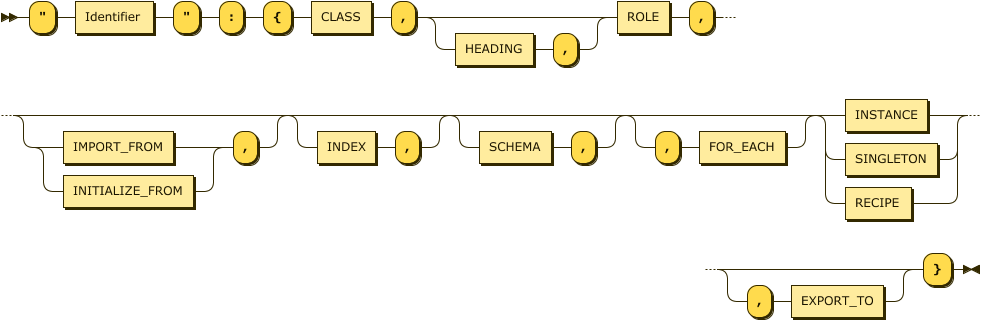 " Identifier " : { CLASS , ROLE ,
HEADING ,
INSTANCE
IMPORT_FROM , INDEX , SCHEMA , , FOR_EACH SINGLETON
INITIALIZE_FROM RECIPE
}
, EXPORT_TO